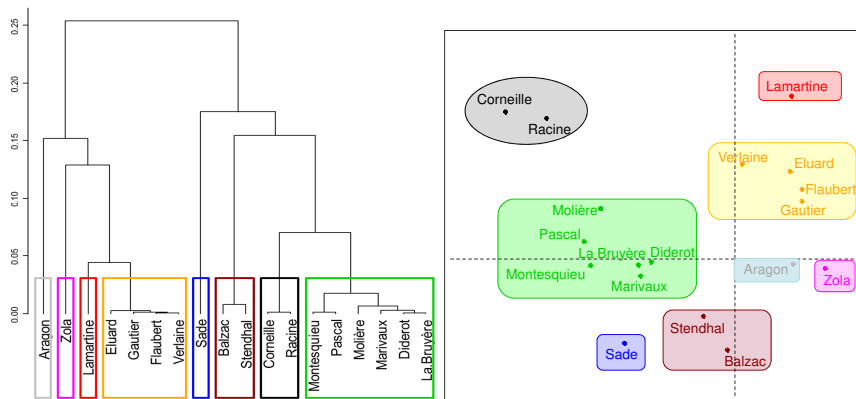 0.25
0.20
0.15
0.10
0.05
0.00
Aragon
Zola
Lamartine
Eluard
Gautier
Flaubert
Verlaine
Sade
Balzac
Stendhal
Corneille
Racine
Montesquieu
Pascal
Molière
Marivaux
Diderot
La.Bruyère
Corneille
Racine
Lamartine
Verlaine
Eluard
Flaubert
Gautier
Molière
Pascal
La Bruyère Diderot
Montesquieu
Marivaux
Aragon
Zola
Stendhal
Sade
Balzac